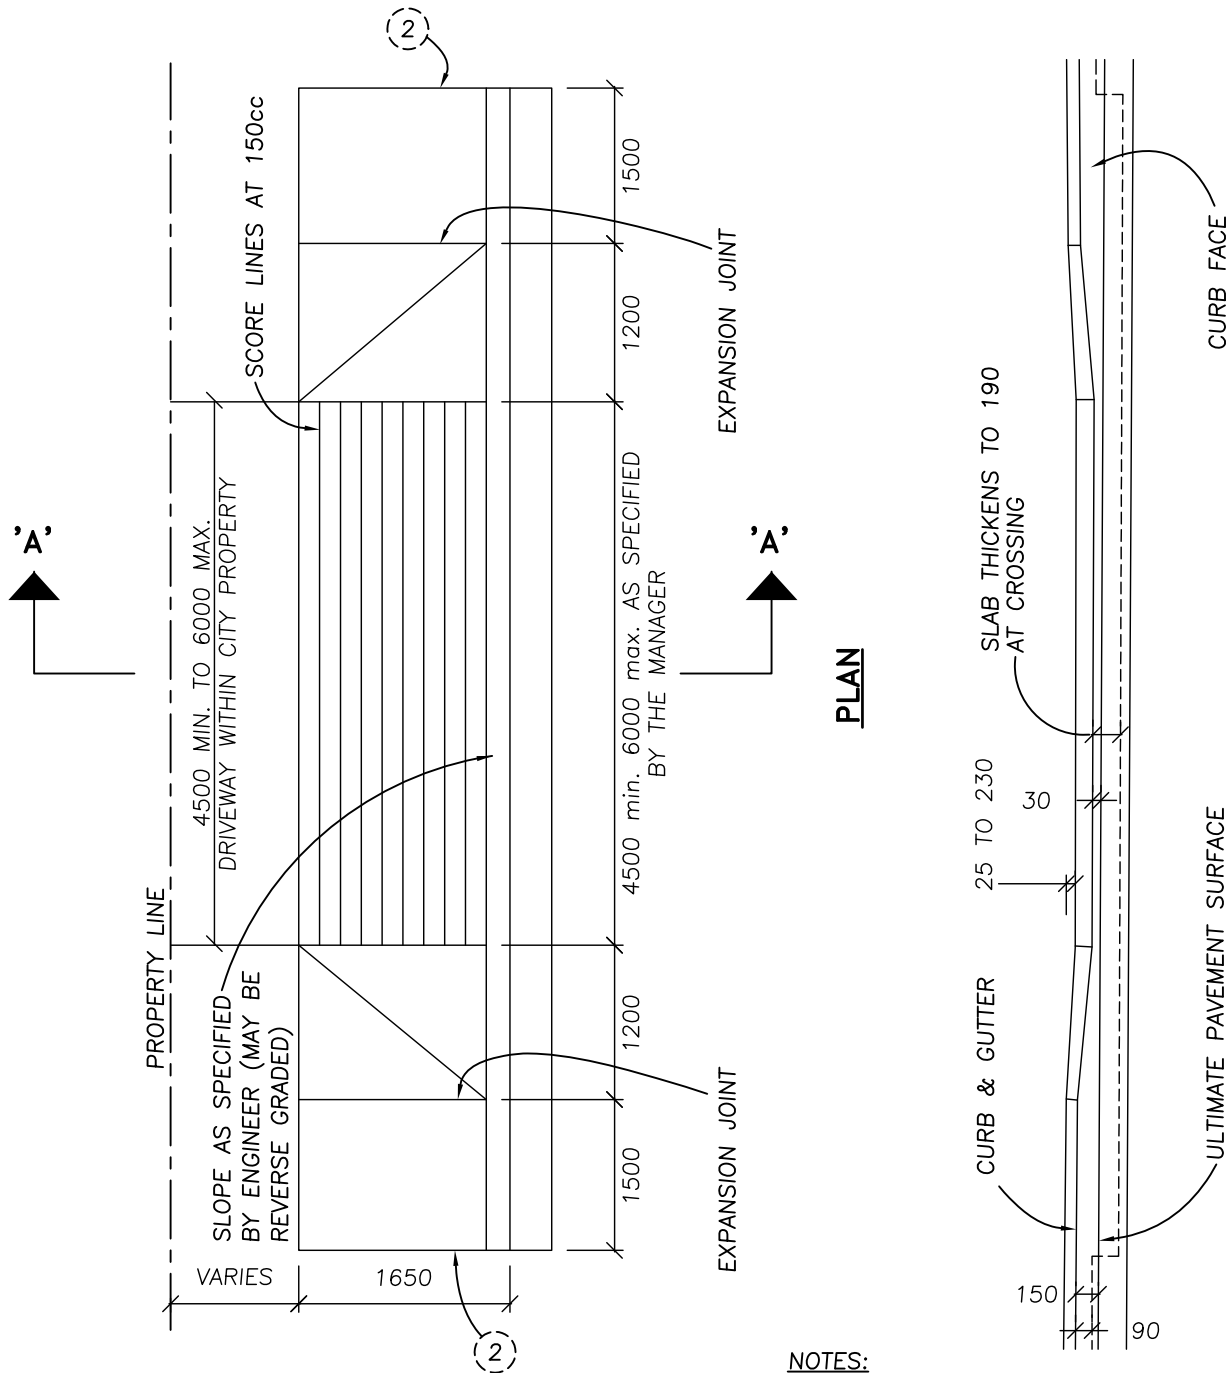 2
SCORE LINES AT 150cc
1500
1200
EXPANSION JOINT
CURB FACE
'A'
4500 MIN. TO 6000 MAX.
DRIVEWAY WITHIN CITY PROPERTY
4500 min. 6000 max. AS SPECIFIED
BY THE MANAGER
'A'
PLAN
SLAB THICKENS TO 190
AT CROSSING
25 TO 230
30
PROPERTY LINE
SLOPE AS SPECIFIED
BY ENGINEER (MAY BE
REVERSE GRADED)
1200
1500
EXPANSION JOINT
CURB & GUTTER
ULTIMATE PAVEMENT SURFACE
VARIES
1650
150
90
2
NOTES: